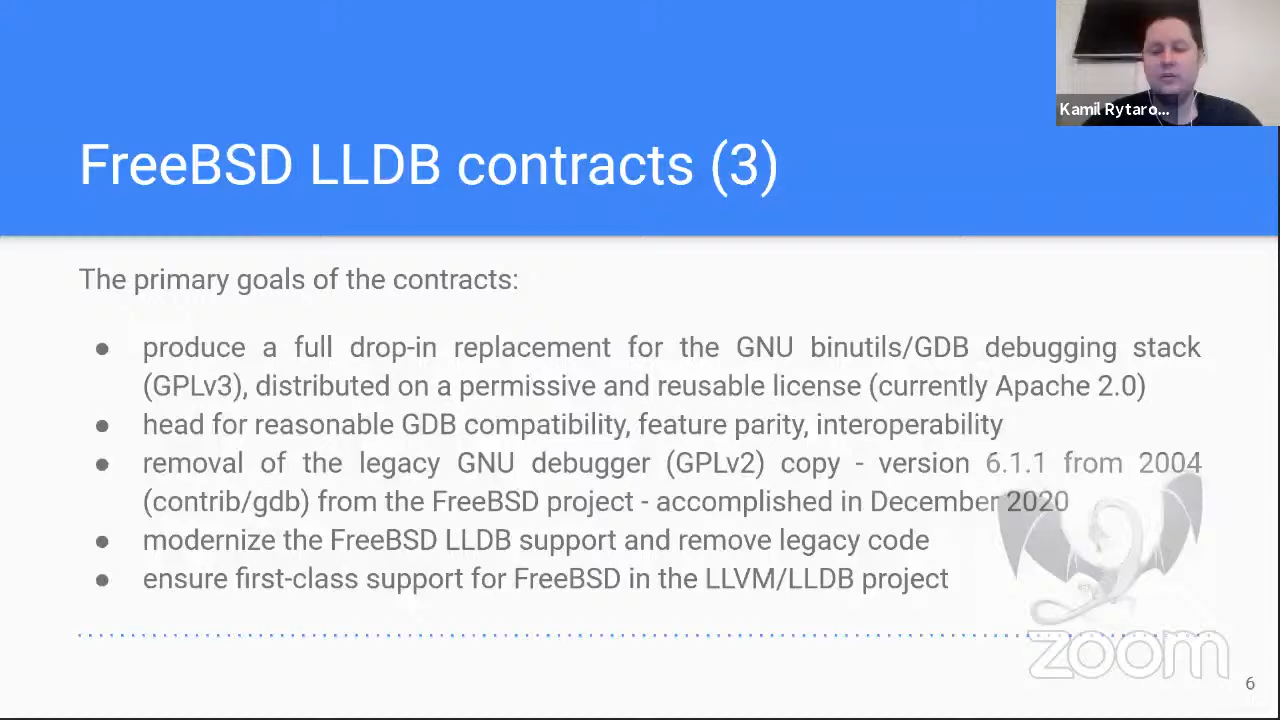 Kamil Rytaro...
FreeBSD LLDB contracts (3)
The primary goals of the contracts:
● produce a full drop-in replacement for the GNU binutils/GDB debugging stack
(GPLv3), distributed on a permissive and reusable license (currently Apache 2.0)
● head for reasonable GDB compatibility, feature parity, interoperability
● removal of the legacy GNU debugger (GPLv2) copy - version 6.1.1 from 2004
(contrib/gdb) from the FreeBSD project - accomplished in December 2020
● modernize the FreeBSD LLDB support and remove legacy code
● ensure first-class support for FreeBSD in the LLVM/LLDB project
zoom
6